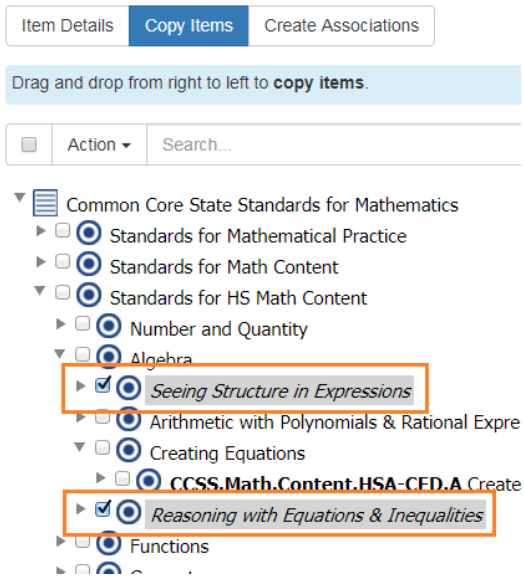 Item Details Copy Items Create Associations
Drag and drop from right to left to copy items.
Action Search...
Common Core State Standards for Mathematics
Standards for Mathematical Practice
Standards for Math Content
Standards for HS Math Content
Number and Quantity
Algebra
Seeing Structure in Expressions
Arithmetic with Polynomials & Rational Expre
Creating Equations
CCSS.Math.Content.HSA-CED.A Create
Reasoning with Equations & Inequalities
Functions